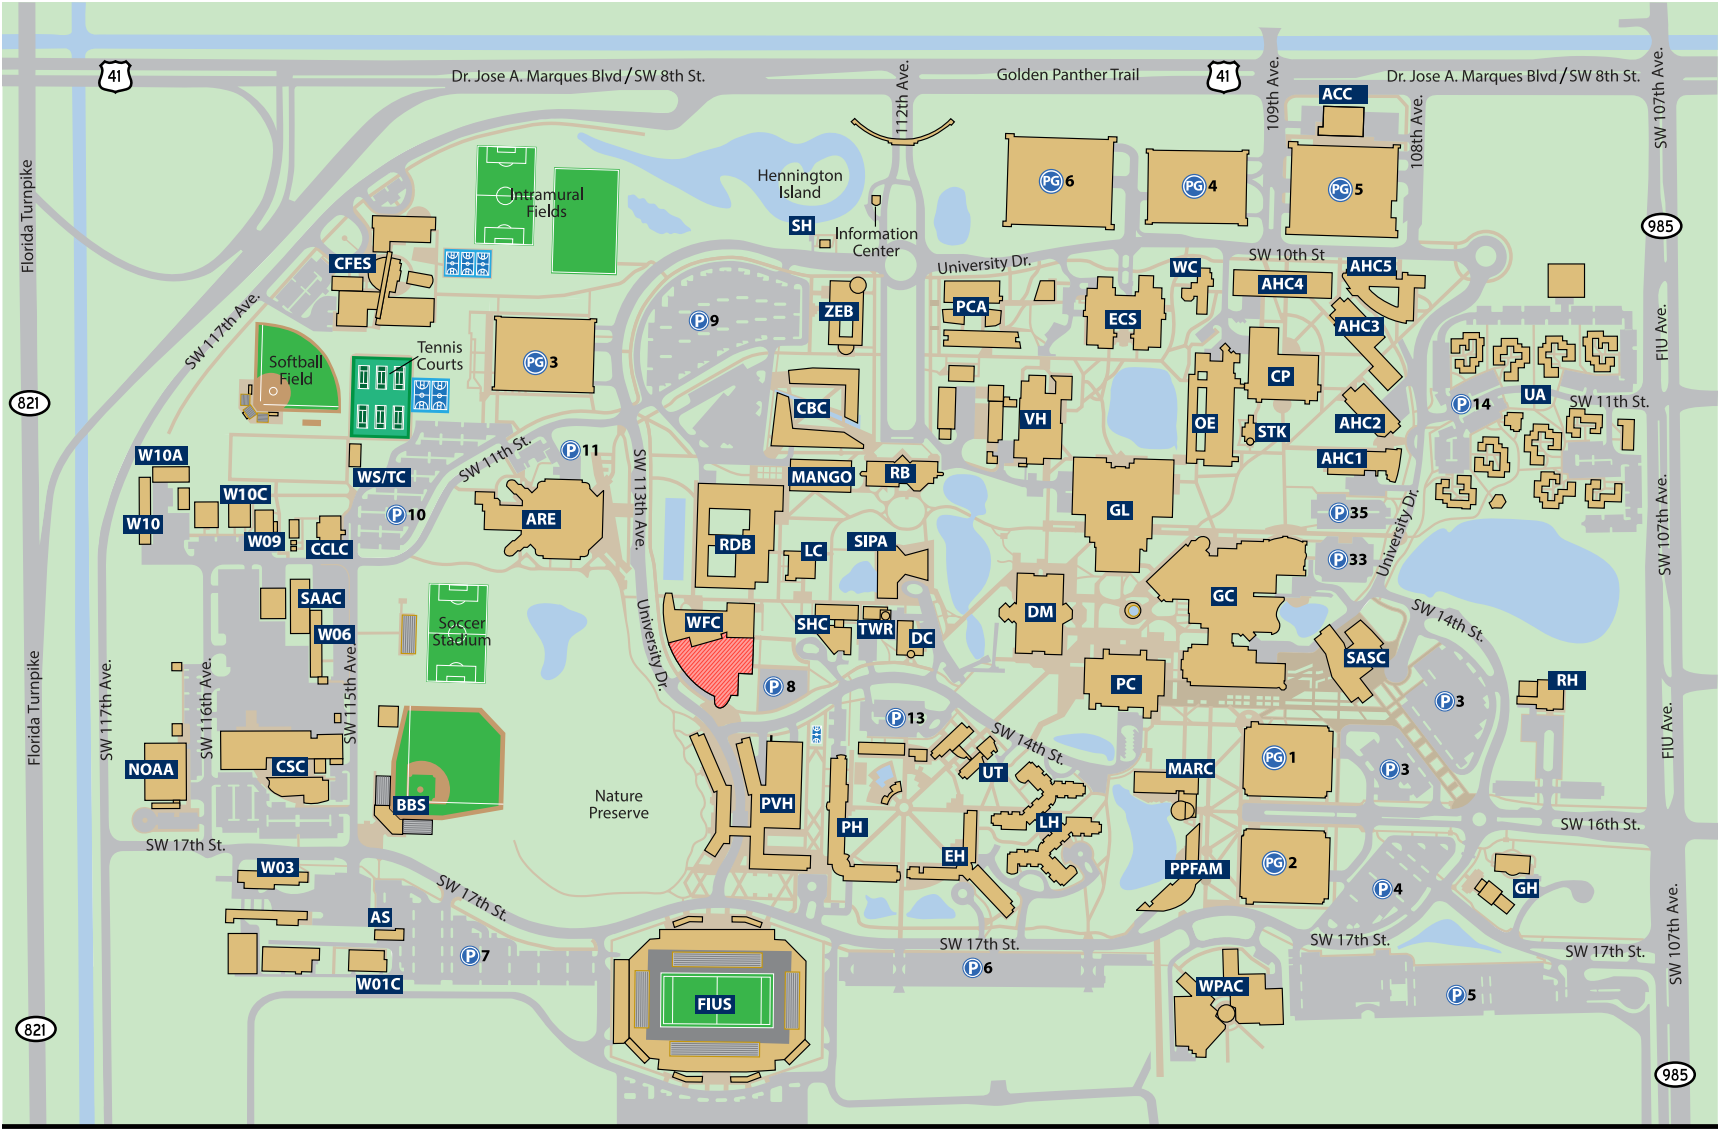 41
Dr. Jose A. Marques Blvd / SW 8th St.
Golden Panther Trail
41
Dr. Jose A. Marques Blvd / SW 8th St.
SW 107th Ave.
112th Ave.
109th Ave.
ACC
108th Ave.
Florida Turnpike
Intramural
Fields
Hennington
Island
SH
Information
Center
PG 6
PG 4
PG 5
985
CFES
University Dr.
WC
SW 10th St
AHC5
AHC4
SW 117th Ave.
ZEB
PCA
ECS
AHC3
P 9
FIU Ave.
Tennis
Courts
Softball
Field
PG 3
CP
UA
821
CBC
VH
OE
STK
AHC2
P 14
SW 11th St.
W10A
SW 11th St.
P 11
SW 113th Ave.
WS/TC
MANGO
RB
AHC1
W10C
W10
P 10
ARE
GL
P 35
University Dr.
SW 107th Ave.
W09
CCLC
RDB
LC
SIPA
P 33
SAAC
GC
W06
Soccer
Stadium
University Dr.
WFC
SHC
TWR
DC
DM
SW 14th St.
SASC
Florida Turnpike
SW 117th Ave.
SW 116th Ave.
SW 115th Ave.
P 8
PC
RH
P 3
P 13
SW 14th St.
FIU Ave.
NOAA
CSC
PG 1
P 3
MARC
UT
BBS
Nature
Preserve
PVH
PH
LH
SW 16th St.
SW 17th St.
EH
PPFAM
PG 2
W03
P 4
GH
SW 17th St.
AS
SW 107th Ave.
SW 17th St.
SW 17th St.
SW 17th St.
P 7
P 6
W01C
FIUS
WPAC
P 5
821
985